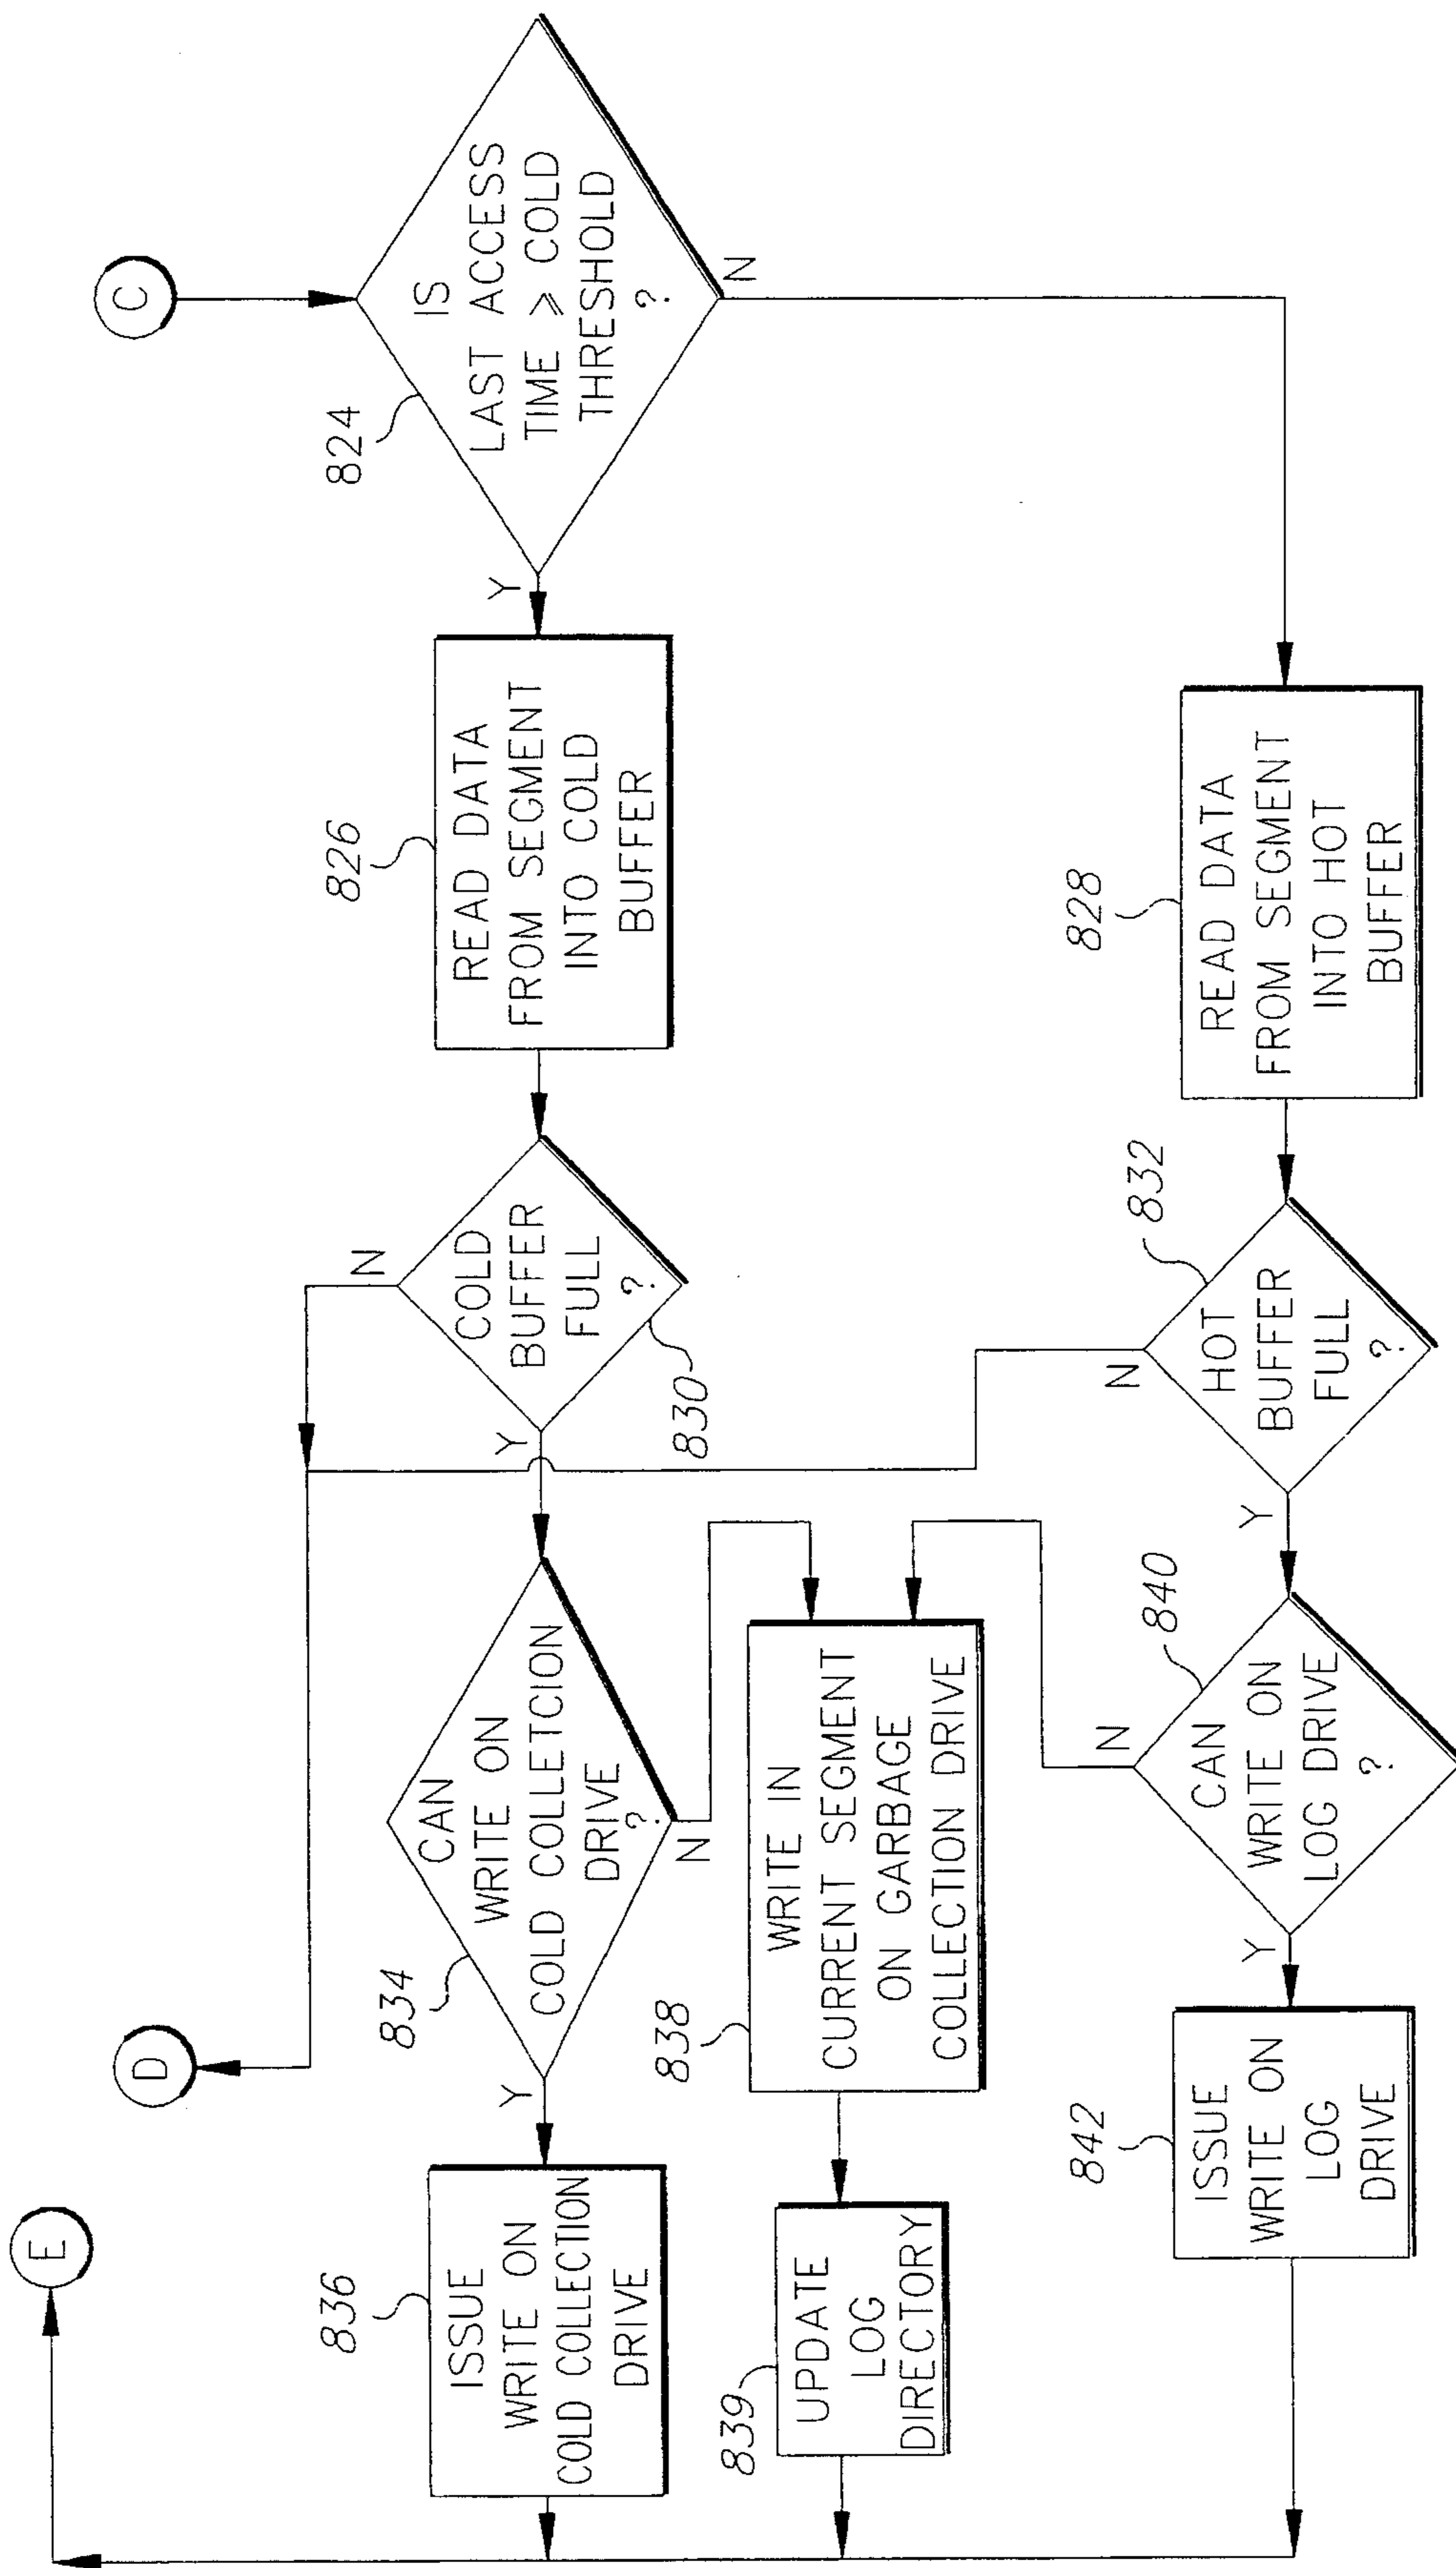 C
824
IS
LAST ACCESS
TIME ≥ COLD
THRESHOLD
?
Y
N
826
READ DATA
FROM SEGMENT
INTO COLD
BUFFER
828
READ DATA
FROM SEGMENT
INTO HOT
BUFFER
COLD
BUFFER
FULL
?
830
N
Y
832
HOT
BUFFER
FULL
?
N
Y
834
CAN
WRITE ON
COLD COLLETCION
DRIVE
?
Y
N
838
WRITE IN
CURRENT SEGMENT
ON GARBAGE
COLLECTION DRIVE
840
CAN
WRITE ON
LOG DRIVE
?
N
Y
D
836
ISSUE
WRITE ON
COLD COLLECTION
DRIVE
839
UPDATE
LOG
DIRECTORY
842
ISSUE
WRITE ON
LOG
DRIVE
E